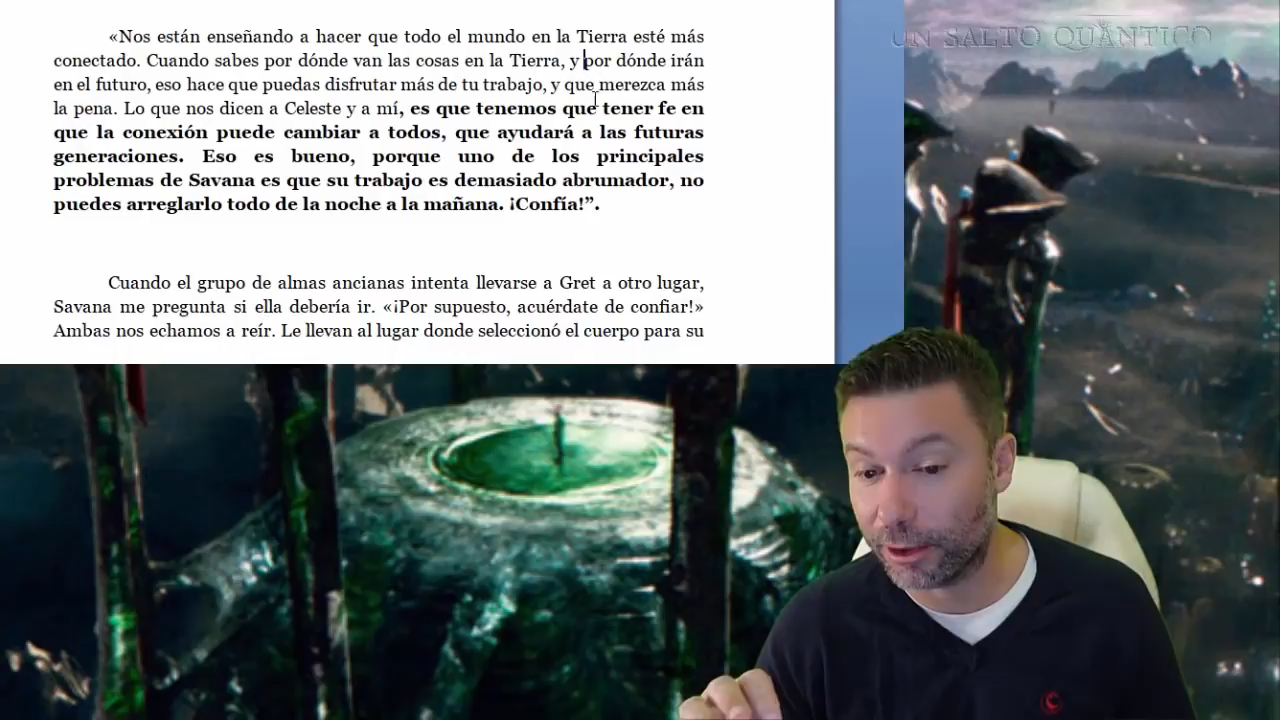 UN SALTO QUÁNTICO
«Nos están enseñando a hacer que todo el mundo en la Tierra esté más
conectado. Cuando sabes por dónde van las cosas en la Tierra, y por dónde irán
en el futuro, eso hace que puedas disfrutar más de tu trabajo, y que merezca más
la pena. Lo que nos dicen a Celeste y a mí, es que tenemos que tener fe en
que la conexión puede cambiar a todos, que ayudará a las futuras
generaciones. Eso es bueno, porque uno de los principales
problemas de Savana es que su trabajo es demasiado abrumador, no
puedes arreglarlo todo de la noche a la mañana. ¡Confía!”.
Cuando el grupo de almas ancianas intenta llevarse a Gret a otro lugar,
Savana me pregunta si ella debería ir. «¡Por supuesto, acuérdate de confiar!»
Ambas nos echamos a reír. Le llevan al lugar donde seleccionó el cuerpo para su